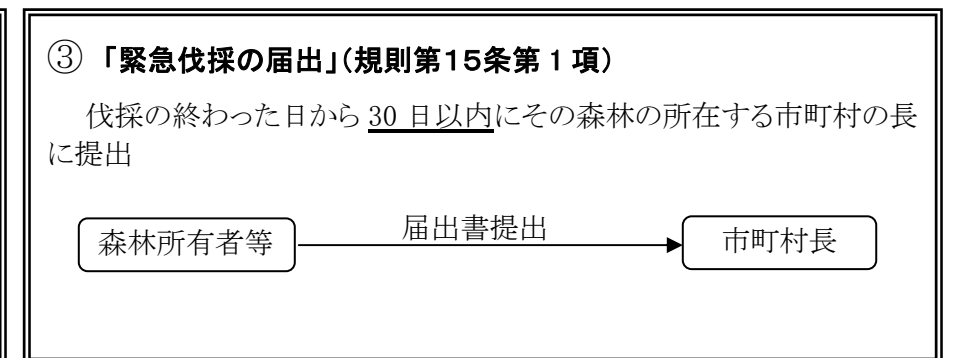 ③「緊急伐採の届出」(規則第15条第1項)
伐採の終わった日から 30 日以内にその森林の所在する市町村の長
に提出
届出書提出
森林所有者等
市町村長